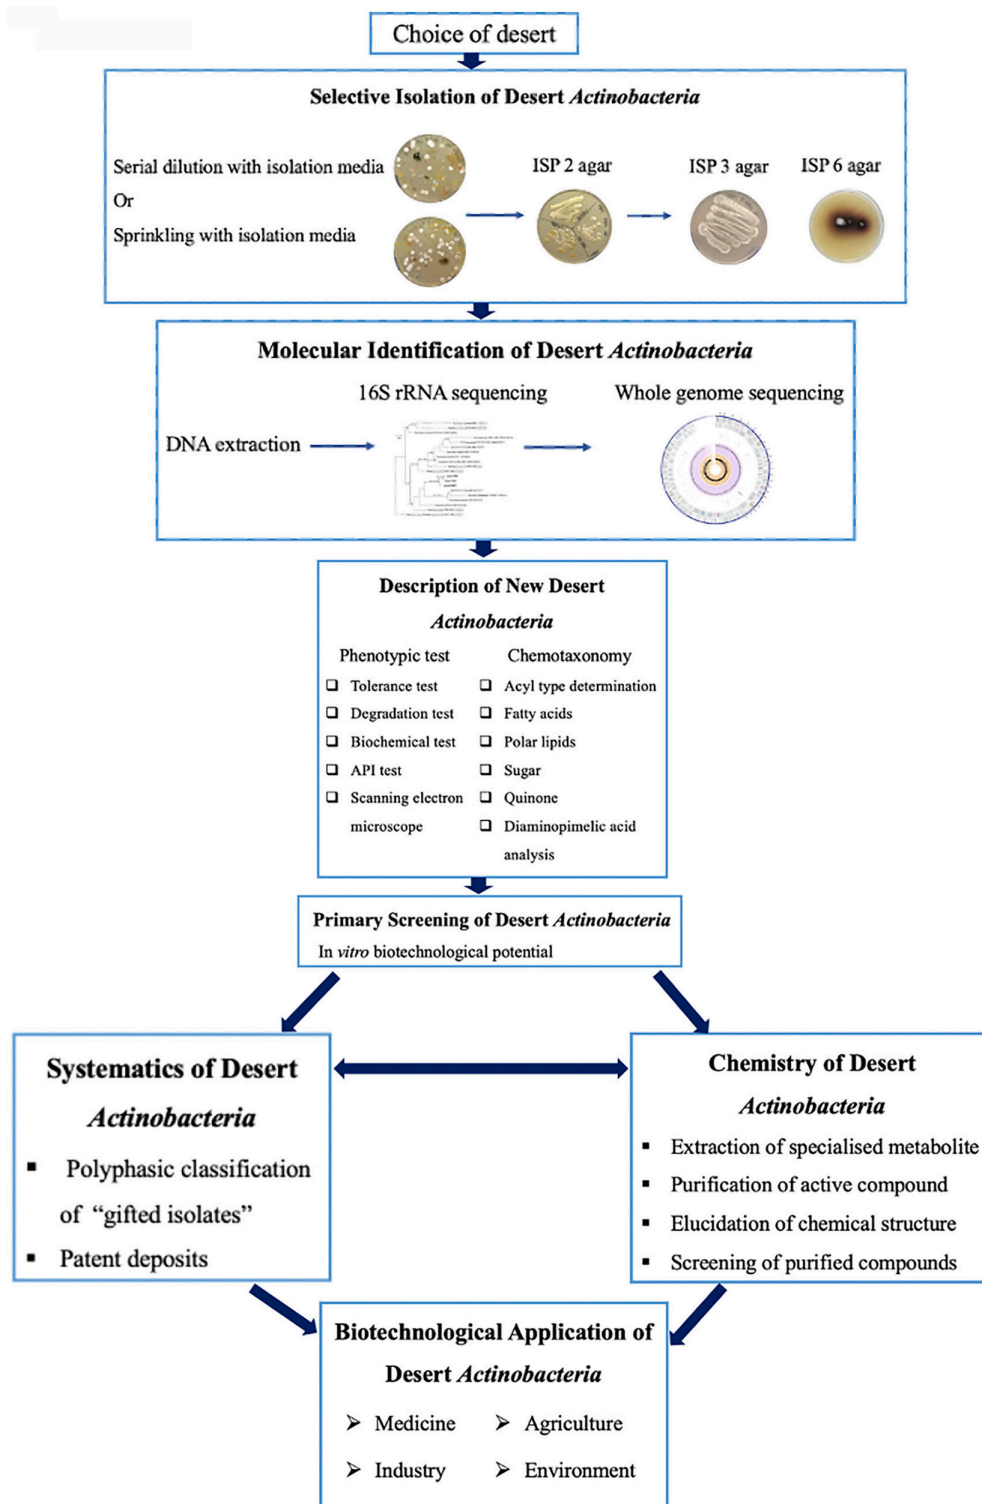 Choice of desert
Selective Isolation of Desert Actinobacteria
Serial dilution with isolation media
Or
Sprinkling with isolation media
ISP 2 agar
ISP 3 agar
ISP 6 agar
Molecular Identification of Desert Actinobacteria
DNA extraction
16S rRNA sequencing
Whole genome sequencing
Description of New Desert
Actinobacteria
Phenotypic test
❑ Tolerance test
❑ Degradation test
❑ Biochemical test
❑ API test
❑ Scanning electron
microscope
Chemotaxonomy
❑ Acyl type determination
❑ Fatty acids
❑ Polar lipids
❑ Sugar
❑ Quinone
❑ Diaminopimelic acid
analysis
Primary Screening of Desert Actinobacteria
In vitro biotechnological potential
Systematics of Desert
Actinobacteria
▪ Polyphasic classification
of “gifted isolates”
▪ Patent deposits
Chemistry of Desert
Actinobacteria
▪ Extraction of specialised metabolite
▪ Purification of active compound
▪ Elucidation of chemical structure
▪ Screening of purified compounds
Biotechnological Application of
Desert Actinobacteria
➢ Medicine
➢ Agriculture
➢ Industry
➢ Environment